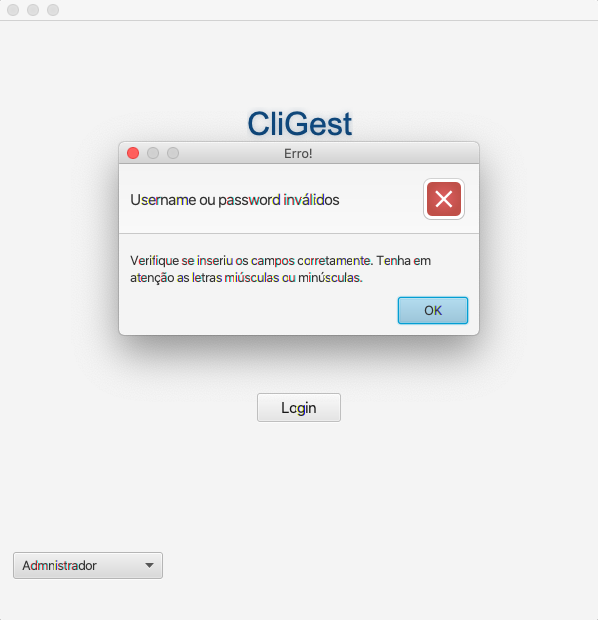 CliGest
Erro!
Username ou password inválidos
Verifique se inseriu os campos corretamente. Tenha em
atenção as letras miúsculas ou minúsculas.
OK
Login
Admnistrador